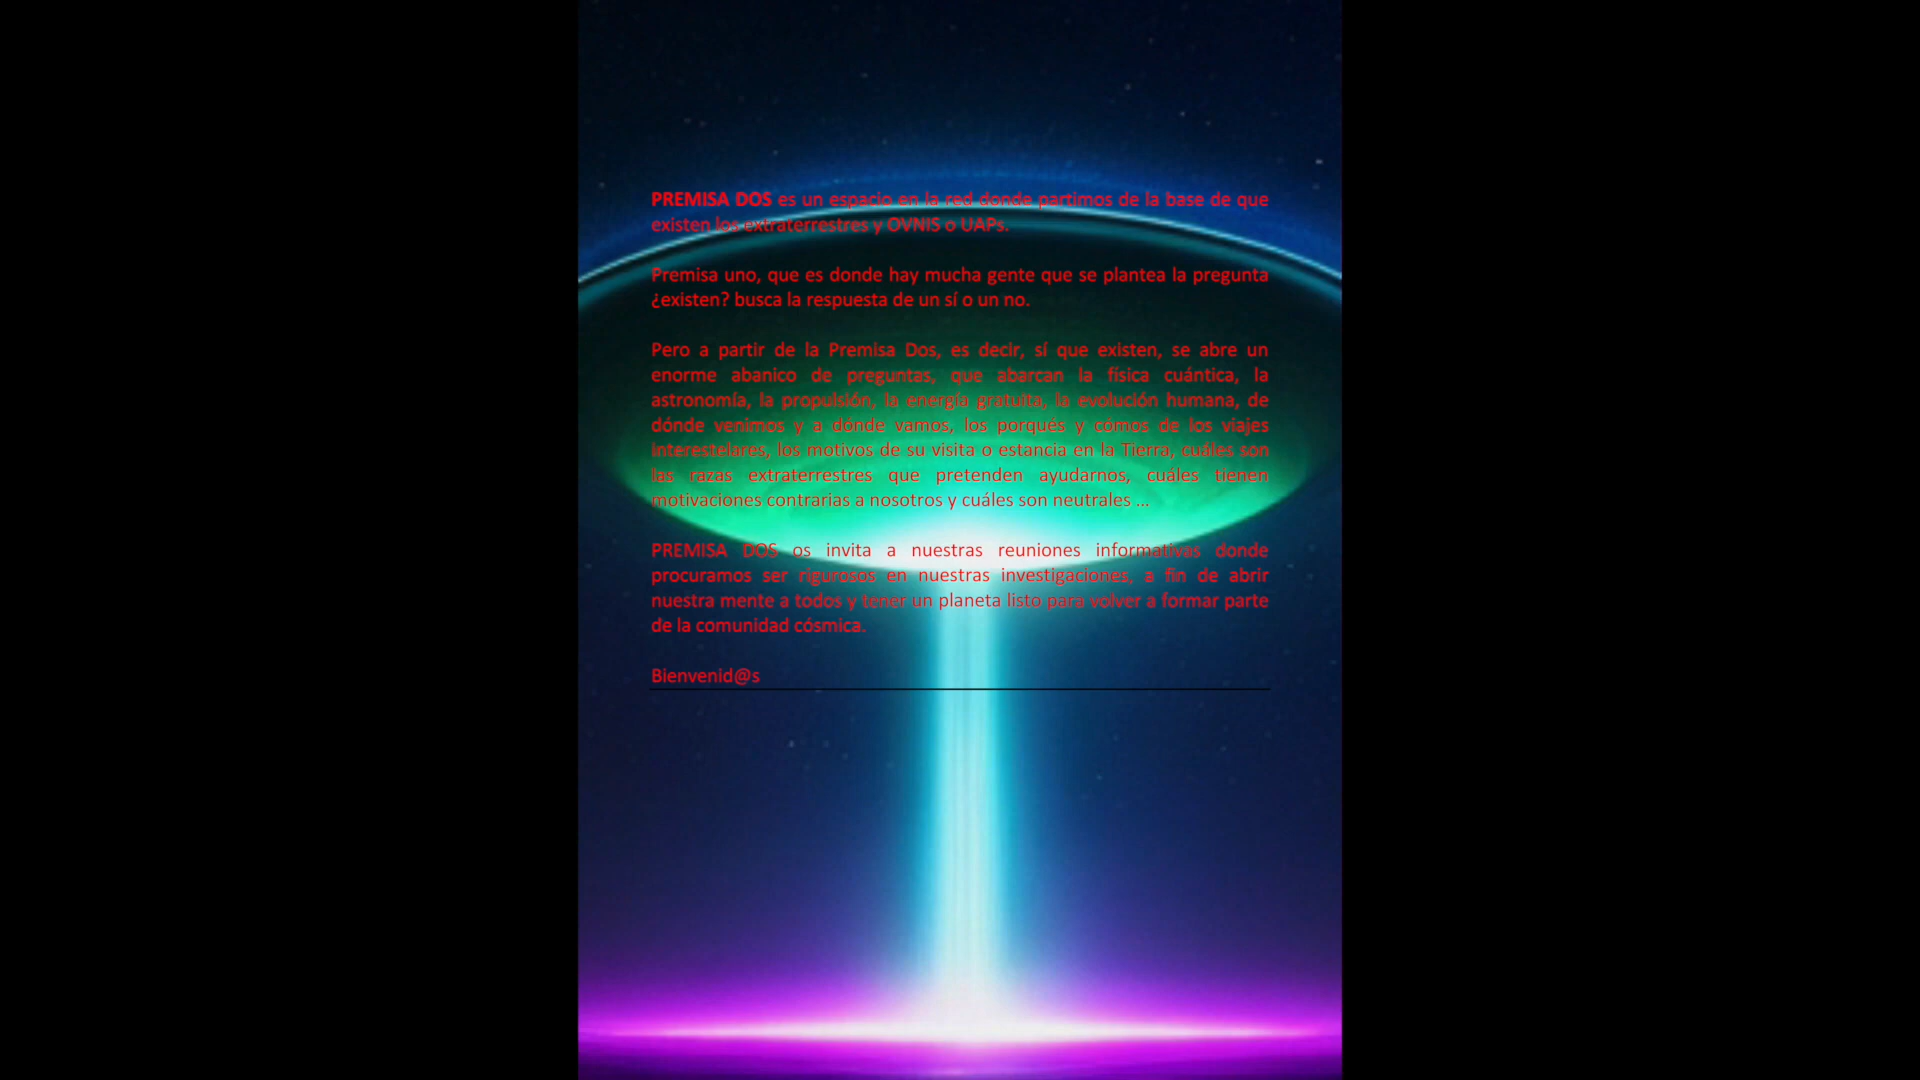 PREMISA DOS es un espacio en la red donde partimos de la base de que
existen los extraterrestres y OVNIS o UAPs.
Premisa uno, que es donde hay mucha gente que se plantea la pregunta
¿existen? busca la respuesta de un sí o un no.
Pero a partir de la Premisa Dos, es decir, sí que existen, se abre un
enorme abanico de preguntas, que abarcan la física cuántica, la
astronomía, la propulsión, la energía gratuita, la evolución humana, de
dónde venimos y a dónde vamos, los porqués y cómos de los viajes
interestelares, los motivos de su visita o estancia en la Tierra, cuáles son
las razas extraterrestres que pretenden ayudarnos, cuáles tienen
motivaciones contrarias a nosotros y cuáles son neutrales ...
PREMISA DOS os invita a nuestras reuniones informativas donde
procuramos ser rigurosos en nuestras investigaciones, a fin de abrir
nuestra mente a todos y tener un planeta listo para volver a formar parte
de la comunidad cósmica.
Bienvenid@s